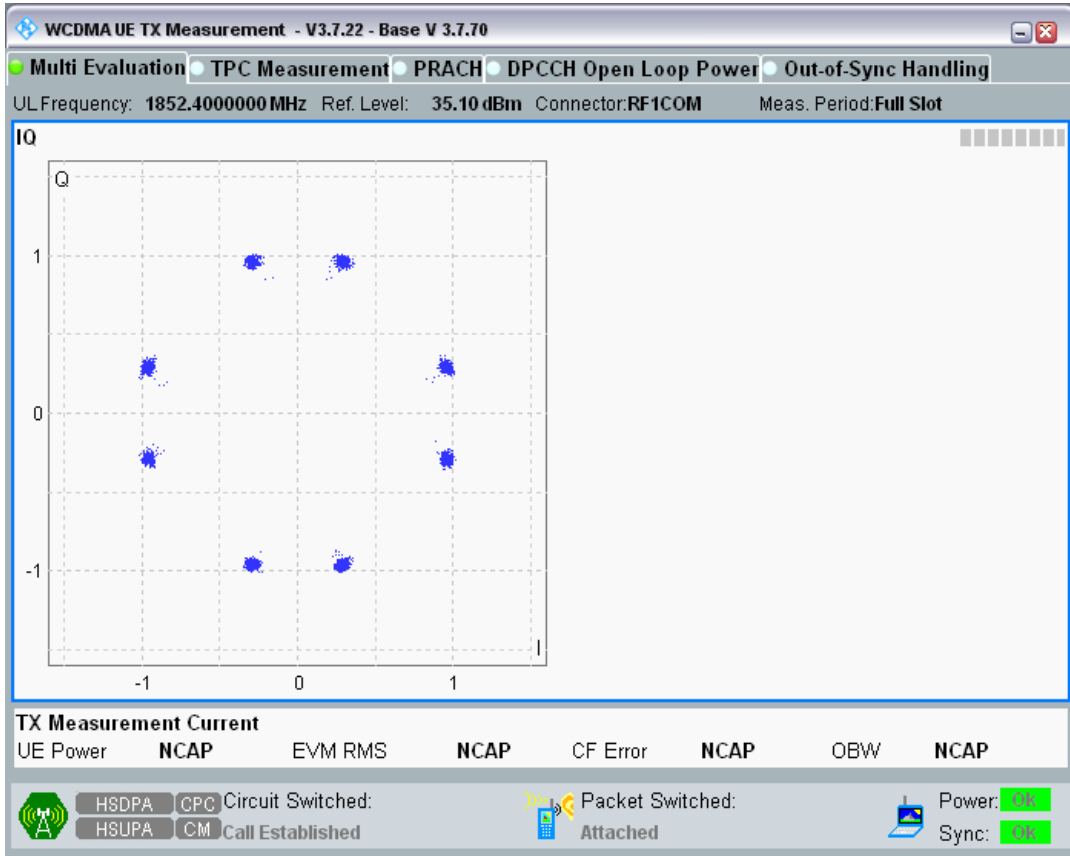 WCDMA UE TX Measurement - V3.7.22 - Base V 3.7.70
Multi Evaluation TPC Measurement PRACH DPCCH Open Loop Power Out-of-Sync Handling
UL Frequency: 1852.4000000 MHz Ref. Level: 35.10 dBm Connector:RF1COM Meas. Period:Full Slot
IQ
Q
1
0
-1
I
-1 0 1
TX Measurement Current
UE Power NCAP EVM RMS NCAP CF Error NCAP OBW NCAP
HSDPA CPC Circuit Switched: Packet Switched: Power: Ok
HSUPA CM Call Established Attached Sync: Ok